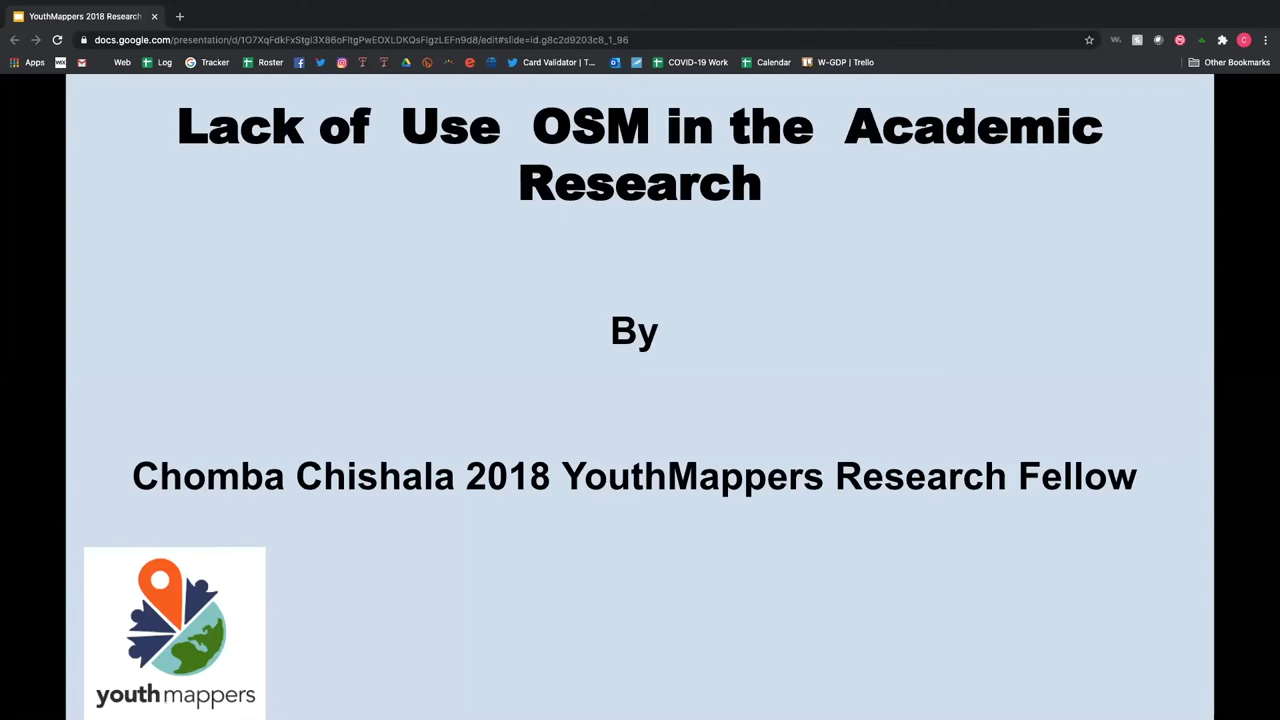 YouthMappers 2018 Research
docs.google.com/presentation/d/1O7XqFdkFxStgl3X86oFltgPwEOXLDKQsFigzLEFn9d8/edit#slide=id.g8c2d9203c8_1_96
Apps WIX Web Log Tracker Roster Card Validator | T... COVID-19 Work Calendar W-GDP | Trello Other Bookmarks
Lack of Use OSM in the Academic
Research
By
Chomba Chishala 2018 YouthMappers Research Fellow
youthmappers